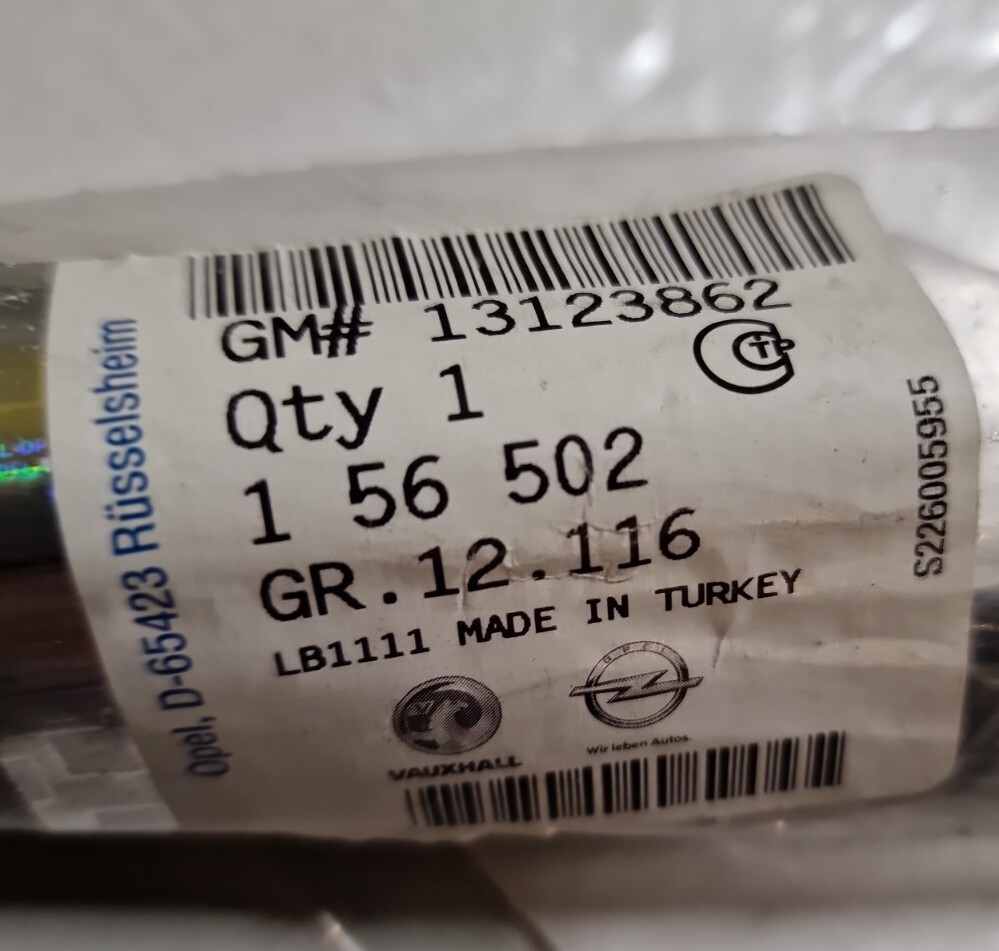 GM# 13123862
Qty 1
1 56 502
GR.12.116
LB1111 MADE IN TURKEY
VAUXHALL
OPEL
Wir leben Autos.
Opel, D-65423 Rüsselsheim
S226005955